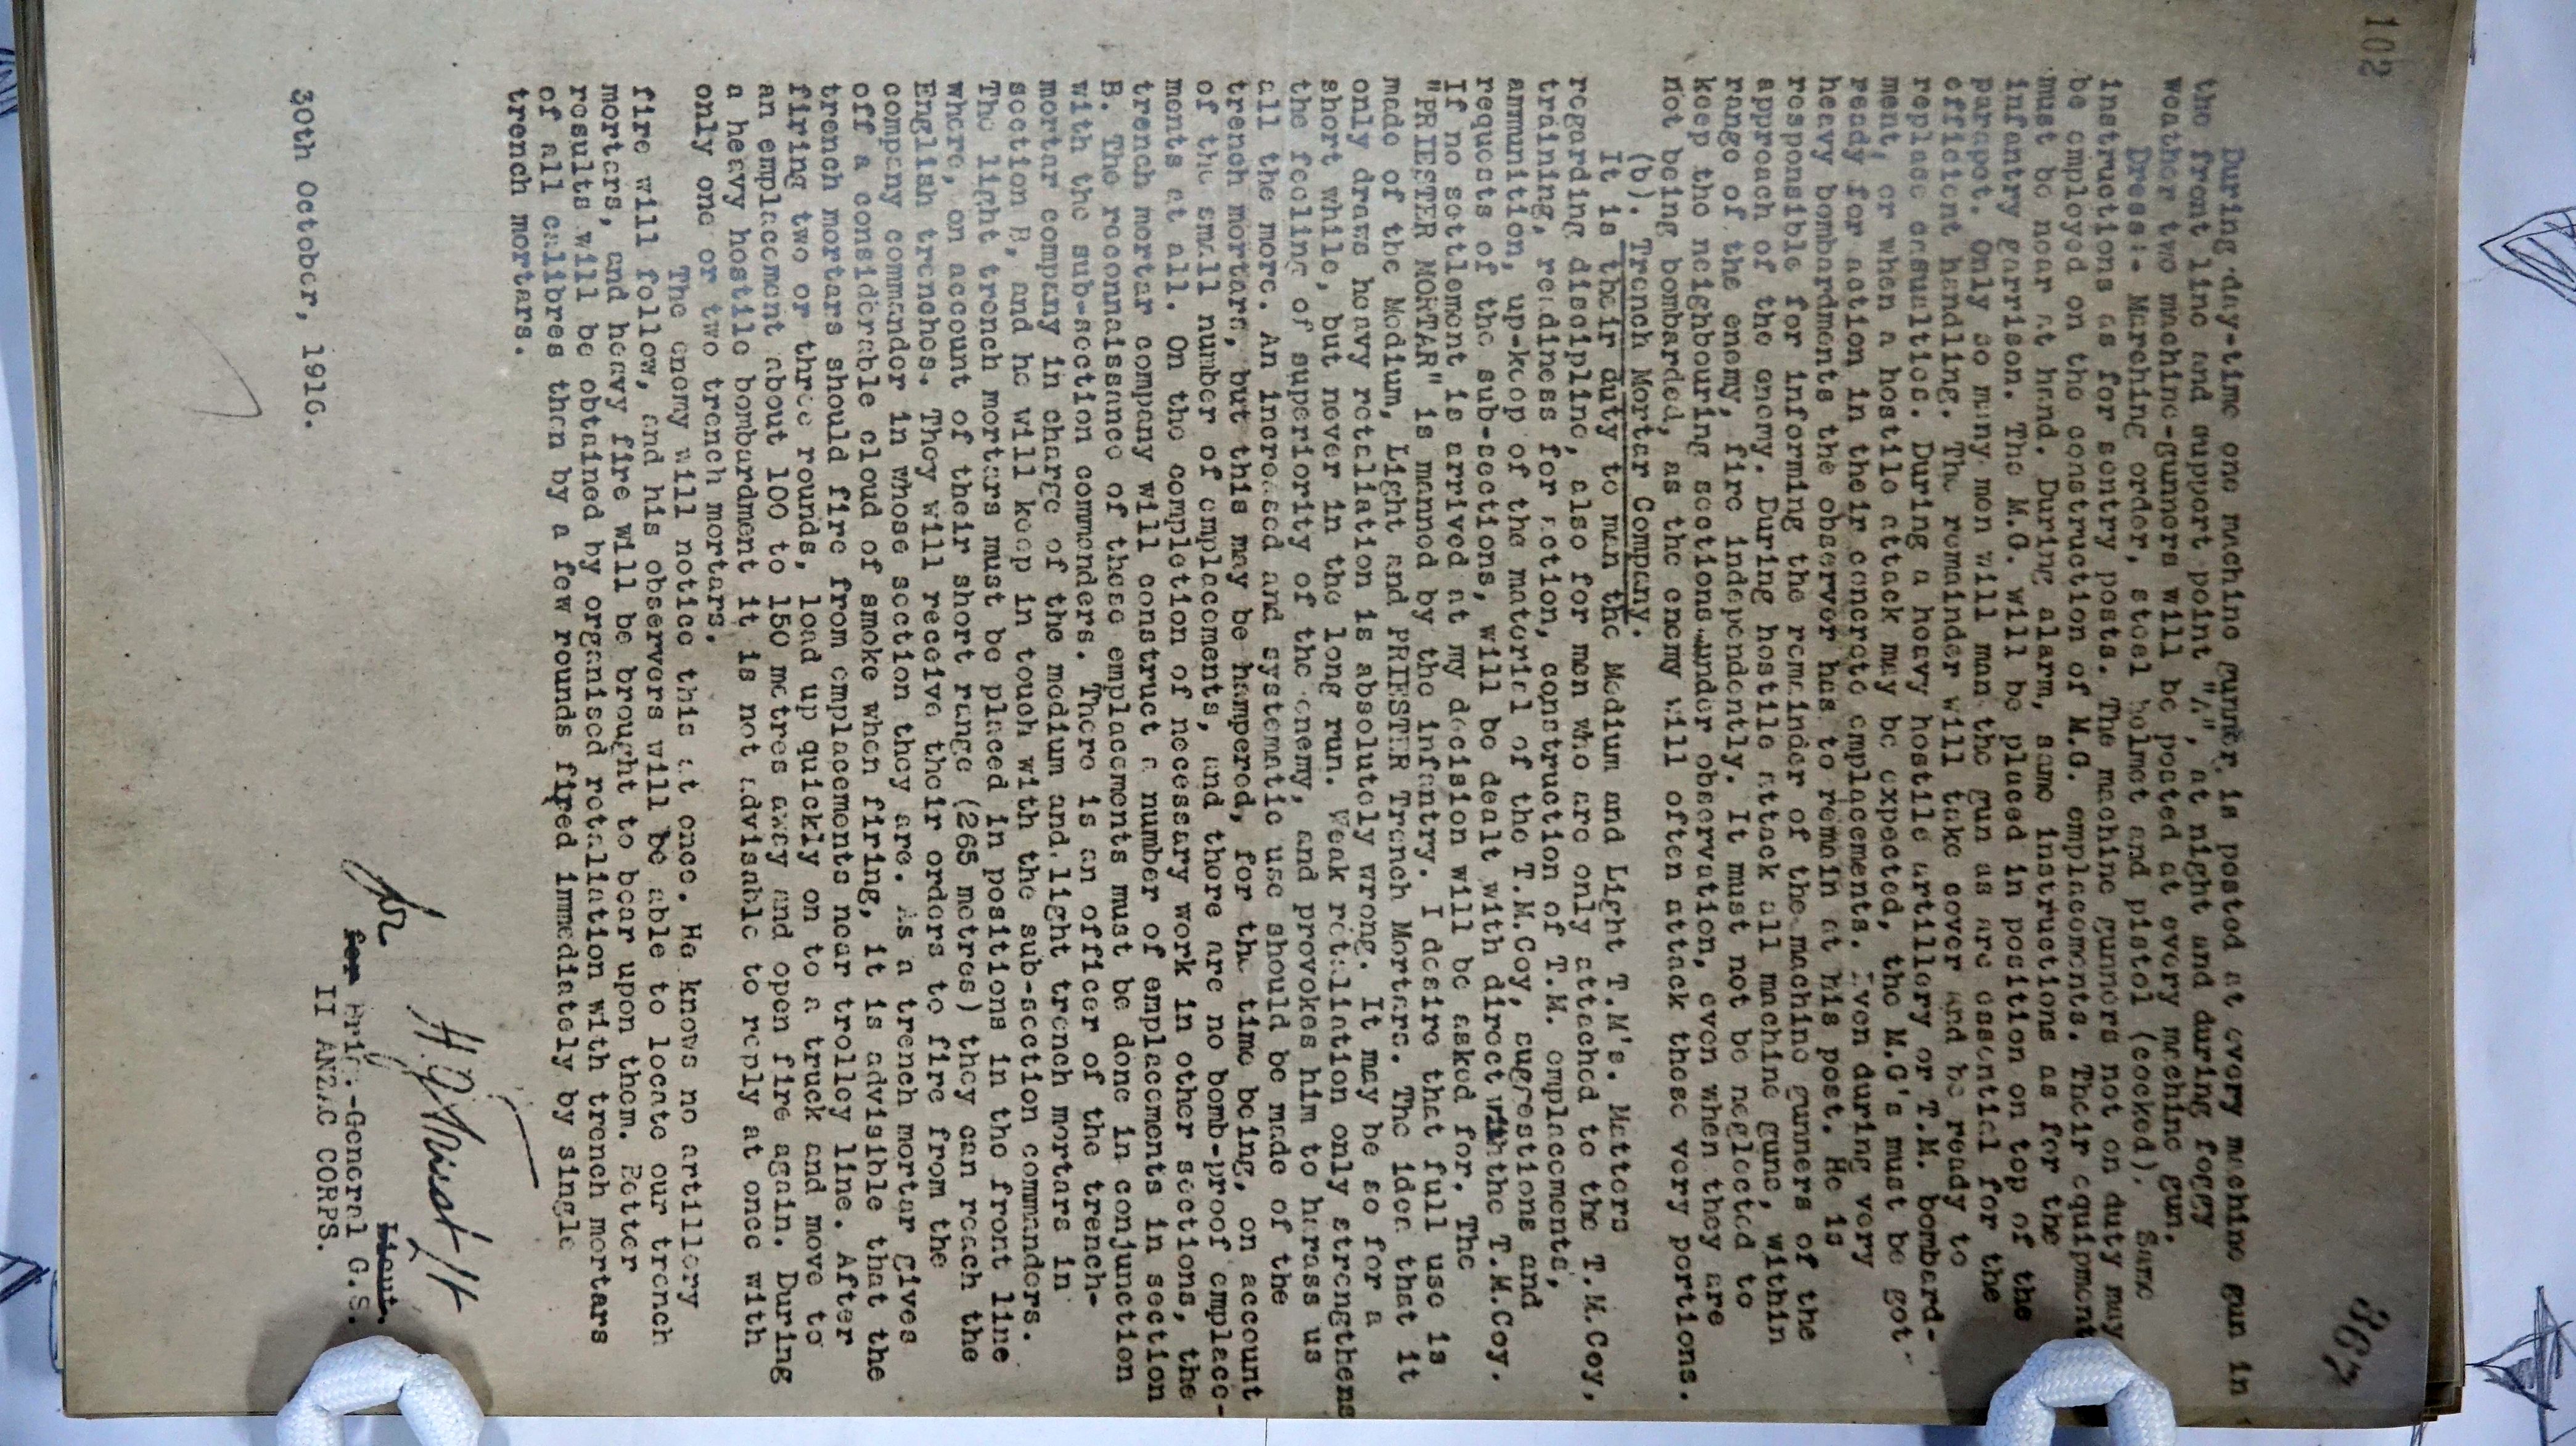 102
362
During day-time one machine gunner is posted at every machine gun in
the front line and support point "A", at night and during foggy
weather two machine-gunners will be posted at every machine gun.
Dress:- Marching order, steel helmet and pistol (cocked). Same
instructions as for sentry posts. The machine gunners not on duty may
be employed on the construction of M.G. emplacements. Their equipment
must be near at hand. During alarm, same instructions as for the
infantry garrison. The M.G. will be placed in position on top of the
parapet. Only so many men will man the gun as are essential for the
efficient handling. The remainder will take cover and be ready to
replace casualties. During a heavy hostile artillery or T.M. bombard-
ment, or when a hostile attack may be expected, the M.G's must be got
ready for action in their concrete emplacements. Even during very
heavy bombardments the observer has to remain at his post. He is
responsible for informing the remainder of the machine gunners of the
approach of the enemy. During hostile attack all machine guns, within
range of the enemy, fire independently. It must not be neglected to
keep the neighbouring sections under observation, even when they are
not being bombarded, as the enemy will often attack these very portions.
(b). Trench Mortar Company.
It is their duty to man the Medium and Light T.M's. Matters
regarding discipline, also for men who are only attached to the T.M.Coy,
training, readiness for action, construction of T.M. emplacements,
ammunition, up-keep of the material of the T.M.Coy, suggestions and
requests of the sub-sections, will be dealt with direct with the T.M.Coy.
If no settlement is arrived at my decision will be asked for. The
"PRIESTER MORTAR" is manned by the infantry. I desire that full use is
made of the Medium, Light and PRIESTER Trench Mortars. The idea that it
only draws heavy retaliation is absolutely wrong. It may be so for a
short while, but never in the long run. Weak retaliation only strengthens
the feeling of superiority of the enemy, and provokes him to harass us
all the more. An increased and systematic use should be made of the
trench mortars, but this may be hampered, for the time being, on account
of the small number of emplacements, and there are no bomb-proof emplace-
ments at all. On the completion of necessary work in other sections, the
trench mortar company will construct a number of emplacements in section
B. The reconnaissance of these emplacements must be done in conjunction
with the sub-section commanders. There is an officer of the trench-
mortar company in charge of the medium and light trench mortars in
section B, and he will keep in touch with the sub-section commandors.
The light trench mortars must be placed in positions in the front line
where, on account of their short range (265 metres) they can reach the
English trenches. They will receive their orders to fire from the
company commandor in whose section they are. As a trench mortar gives
off a considerable cloud of smoke when firing, it is advisible that the
trench mortars should fire from emplacements near trolley line. After
firing two or three rounds, load up quickly on to a truck and move to
an emplacement about 100 to 150 metres away and open fire again. During
a heavy hostile bombardment it is not advisable to reply at once with
only one or two trench mortars.
The enemy will notice this at once. He knows no artillery
fire will follow, and his observers will be able to locate our trench
mortars, and heavy fire will be brought to bear upon them. Better
results will be obtained by organised retaliation with trench mortars
of all calibres then by a few rounds fired immediately by single
trench mortars.
Lieut.
for
for Brig.-General G.S.
30th October, 1916.
II ANZAC CORPS.